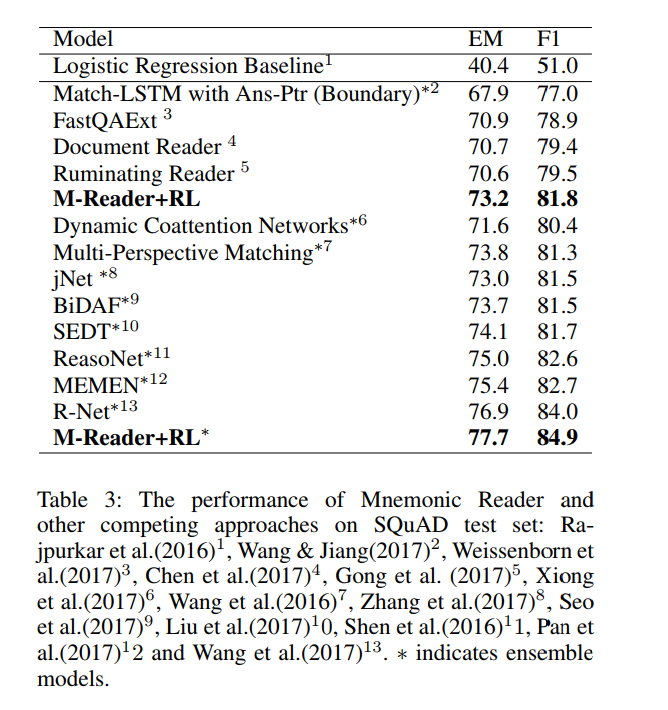 Model EM F1
Logistic Regression Baseline¹ 40.4 51.0
Match-LSTM with Ans-Ptr (Boundary)*² 67.9 77.0
FastQAExt ³ 70.9 78.9
Document Reader ⁴ 70.7 79.4
Ruminating Reader ⁵ 70.6 79.5
M-Reader+RL 73.2 81.8
Dynamic Coattention Networks*⁶ 71.6 80.4
Multi-Perspective Matching*⁷ 73.8 81.3
jNet *⁸ 73.0 81.5
BiDAF*⁹ 73.7 81.5
SEDT*¹⁰ 74.1 81.7
ReasoNet*¹¹ 75.0 82.6
MEMEN*¹² 75.4 82.7
R-Net*¹³ 76.9 84.0
M-Reader+RL* 77.7 84.9
Table 3: The performance of Mnemonic Reader and
other competing approaches on SQuAD test set: Ra-
jpurkar et al.(2016)¹, Wang & Jiang(2017)², Weissenborn et
al.(2017)³, Chen et al.(2017)⁴, Gong et al. (2017)⁵, Xiong
et al.(2017)⁶, Wang et al.(2016)⁷, Zhang et al.(2017)⁸, Seo
et al.(2017)⁹, Liu et al.(2017)¹0, Shen et al.(2016)¹1, Pan et
al.(2017)¹2 and Wang et al.(2017)¹³. * indicates ensemble
models.